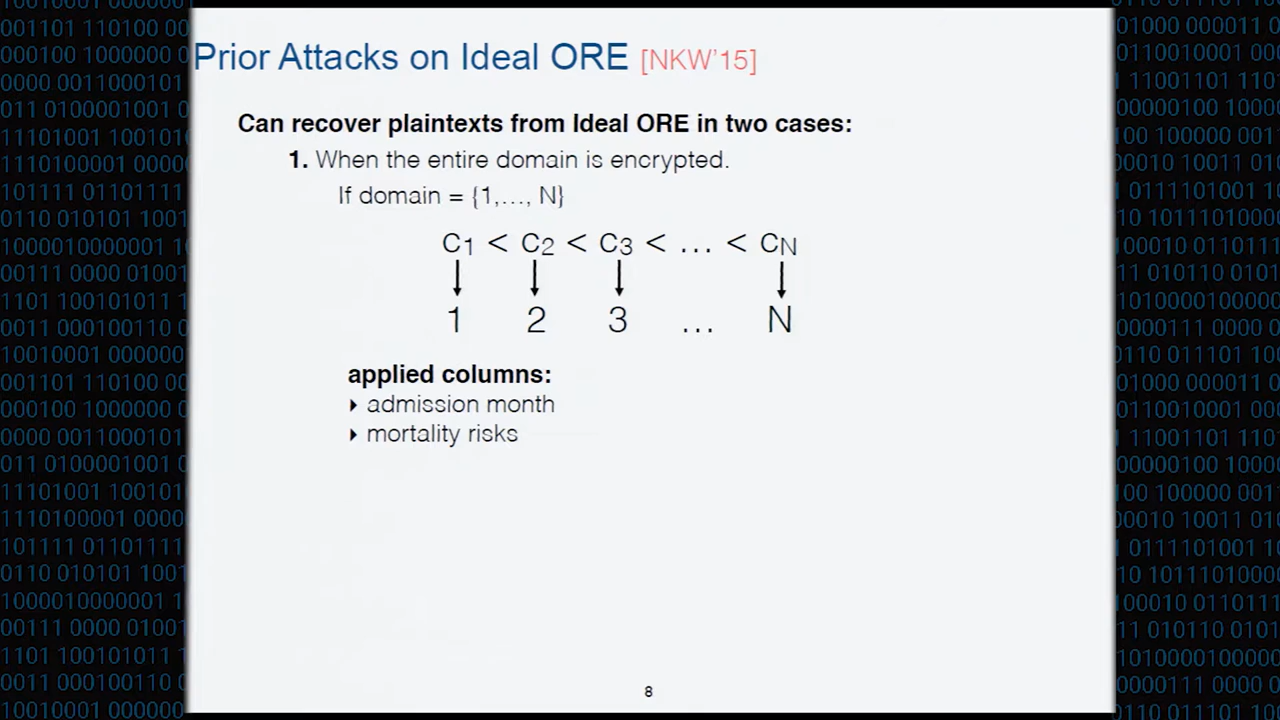 Prior Attacks on Ideal ORE [NKW'15]
Can recover plaintexts from Ideal ORE in two cases:
1. When the entire domain is encrypted.
If domain = {1,…, N}
C1 < C2 < C3 < … < CN
1 2 3 … N
applied columns:
‣ admission month
‣ mortality risks
8